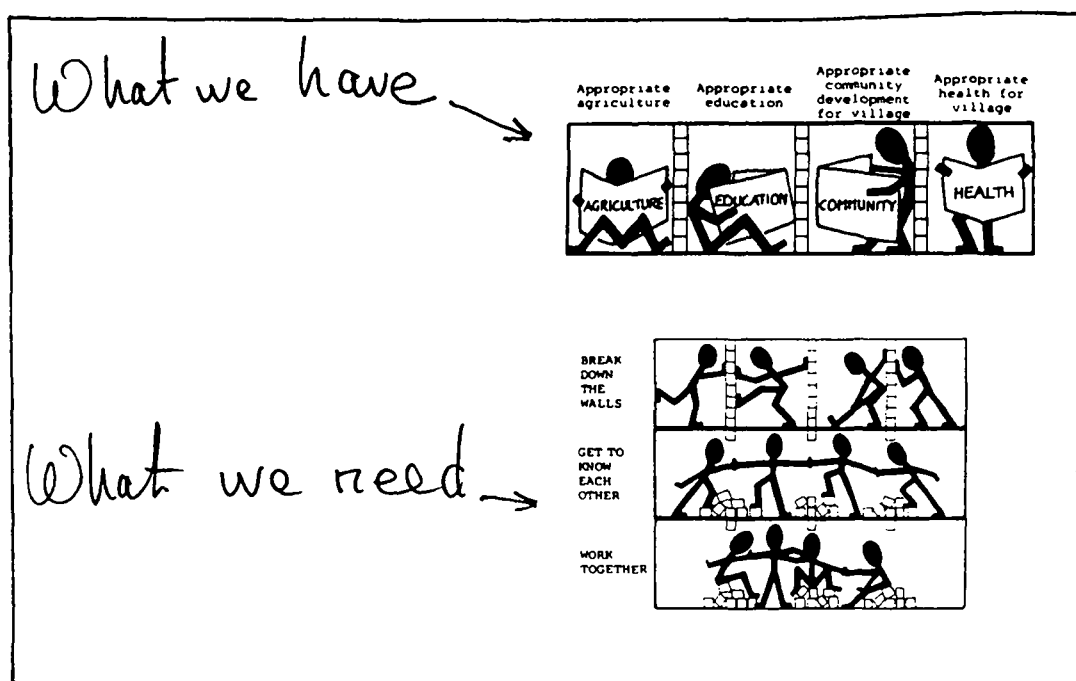 What we have
Appropriate
agriculture
Appropriate
education
Appropriate
community
development
for village
Appropriate
health for
village
AGRICULTURE
EDUCATION
COMMUNITY
HEALTH
What we need
BREAK
DOWN
THE
WALLS
GET TO
KNOW
EACH
OTHER
WORK
TOGETHER